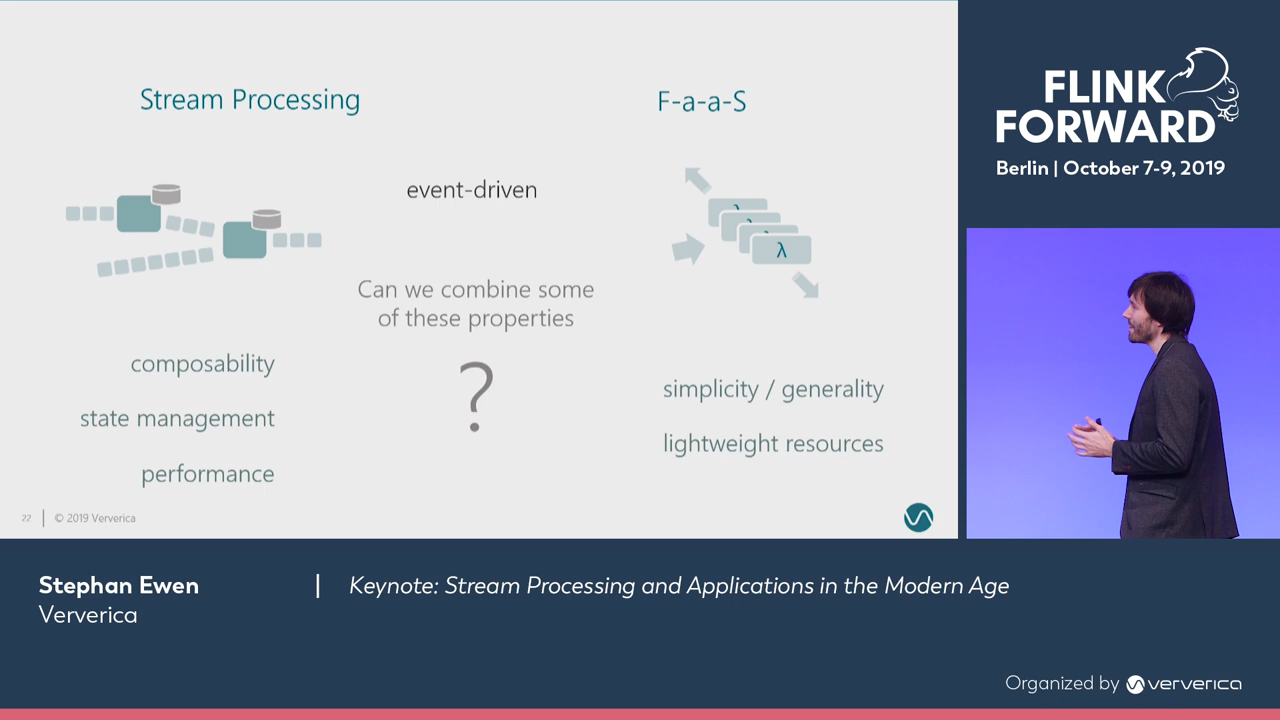 Stream Processing
F-a-a-S
event-driven
λ
Can we combine some
of these properties
?
composability
state management
performance
simplicity / generality
lightweight resources
22 | © 2019 Ververica
FLINK
FORWARD
Berlin | October 7-9, 2019
Stephan Ewen | Keynote: Stream Processing and Applications in the Modern Age
Ververica
Organized by ververica